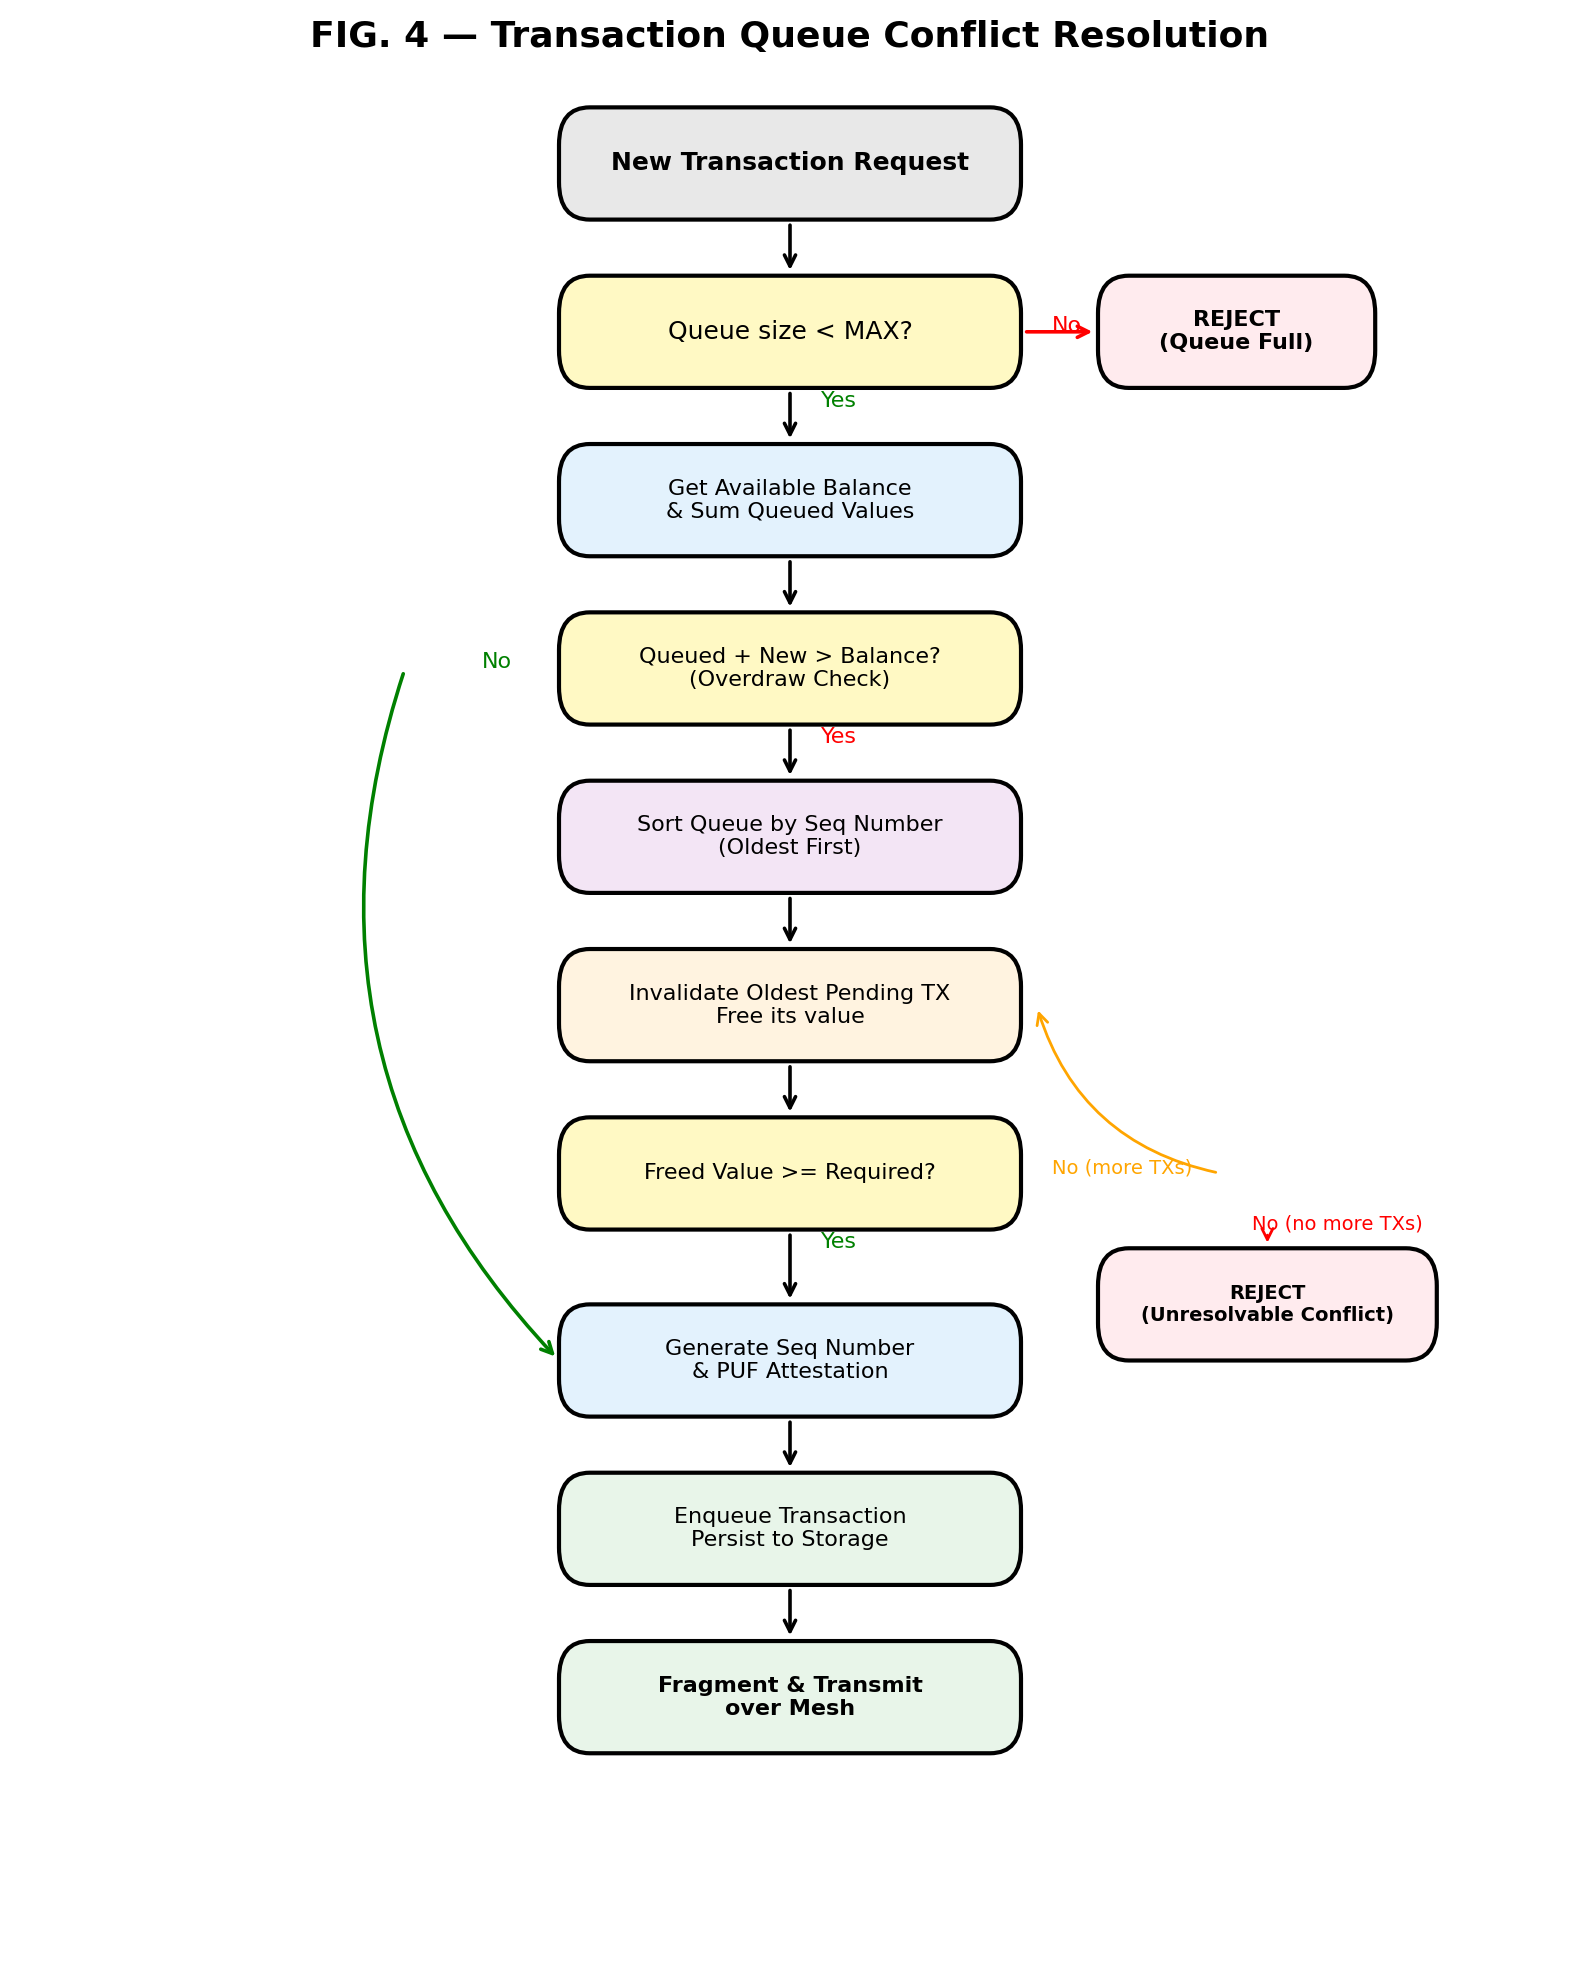 FIG. 4 — Transaction Queue Conflict Resolution
New Transaction Request
Queue size < MAX?
No
REJECT
(Queue Full)
Yes
Get Available Balance
& Sum Queued Values
No
Queued + New > Balance?
(Overdraw Check)
Yes
Sort Queue by Seq Number
(Oldest First)
Invalidate Oldest Pending TX
Free its value
Freed Value >= Required?
No (more TXs)
No (no more TXs)
Yes
REJECT
(Unresolvable Conflict)
Generate Seq Number
& PUF Attestation
Enqueue Transaction
Persist to Storage
Fragment & Transmit
over Mesh